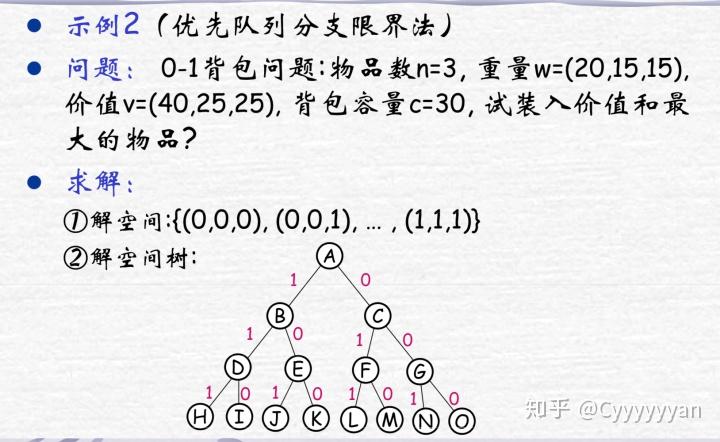 示例2（优先队列分支限界法）
问题： 0-1背包问题:物品数n=3, 重量w=(20,15,15),
价值v=(40,25,25), 背包容量c=30, 试装入价值和最
大的物品?
求解：
①解空间:{(0,0,0), (0,0,1), … , (1,1,1)}
②解空间树:
A
1 0
B C
1 0 1 0
D E F G
1 0 1 0 1 0 1 0
H I J K L M N O
知乎 @Cyyyyyyan